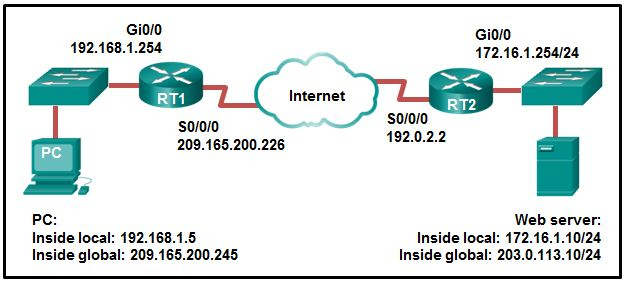 Gi0/0
192.168.1.254
Gi0/0
172.16.1.254/24
RT1
Internet
RT2
S0/0/0
209.165.200.226
S0/0/0
192.0.2.2
PC
PC:
Inside local: 192.168.1.5
Inside global: 209.165.200.245
Web server:
Inside local: 172.16.1.10/24
Inside global: 203.0.113.10/24